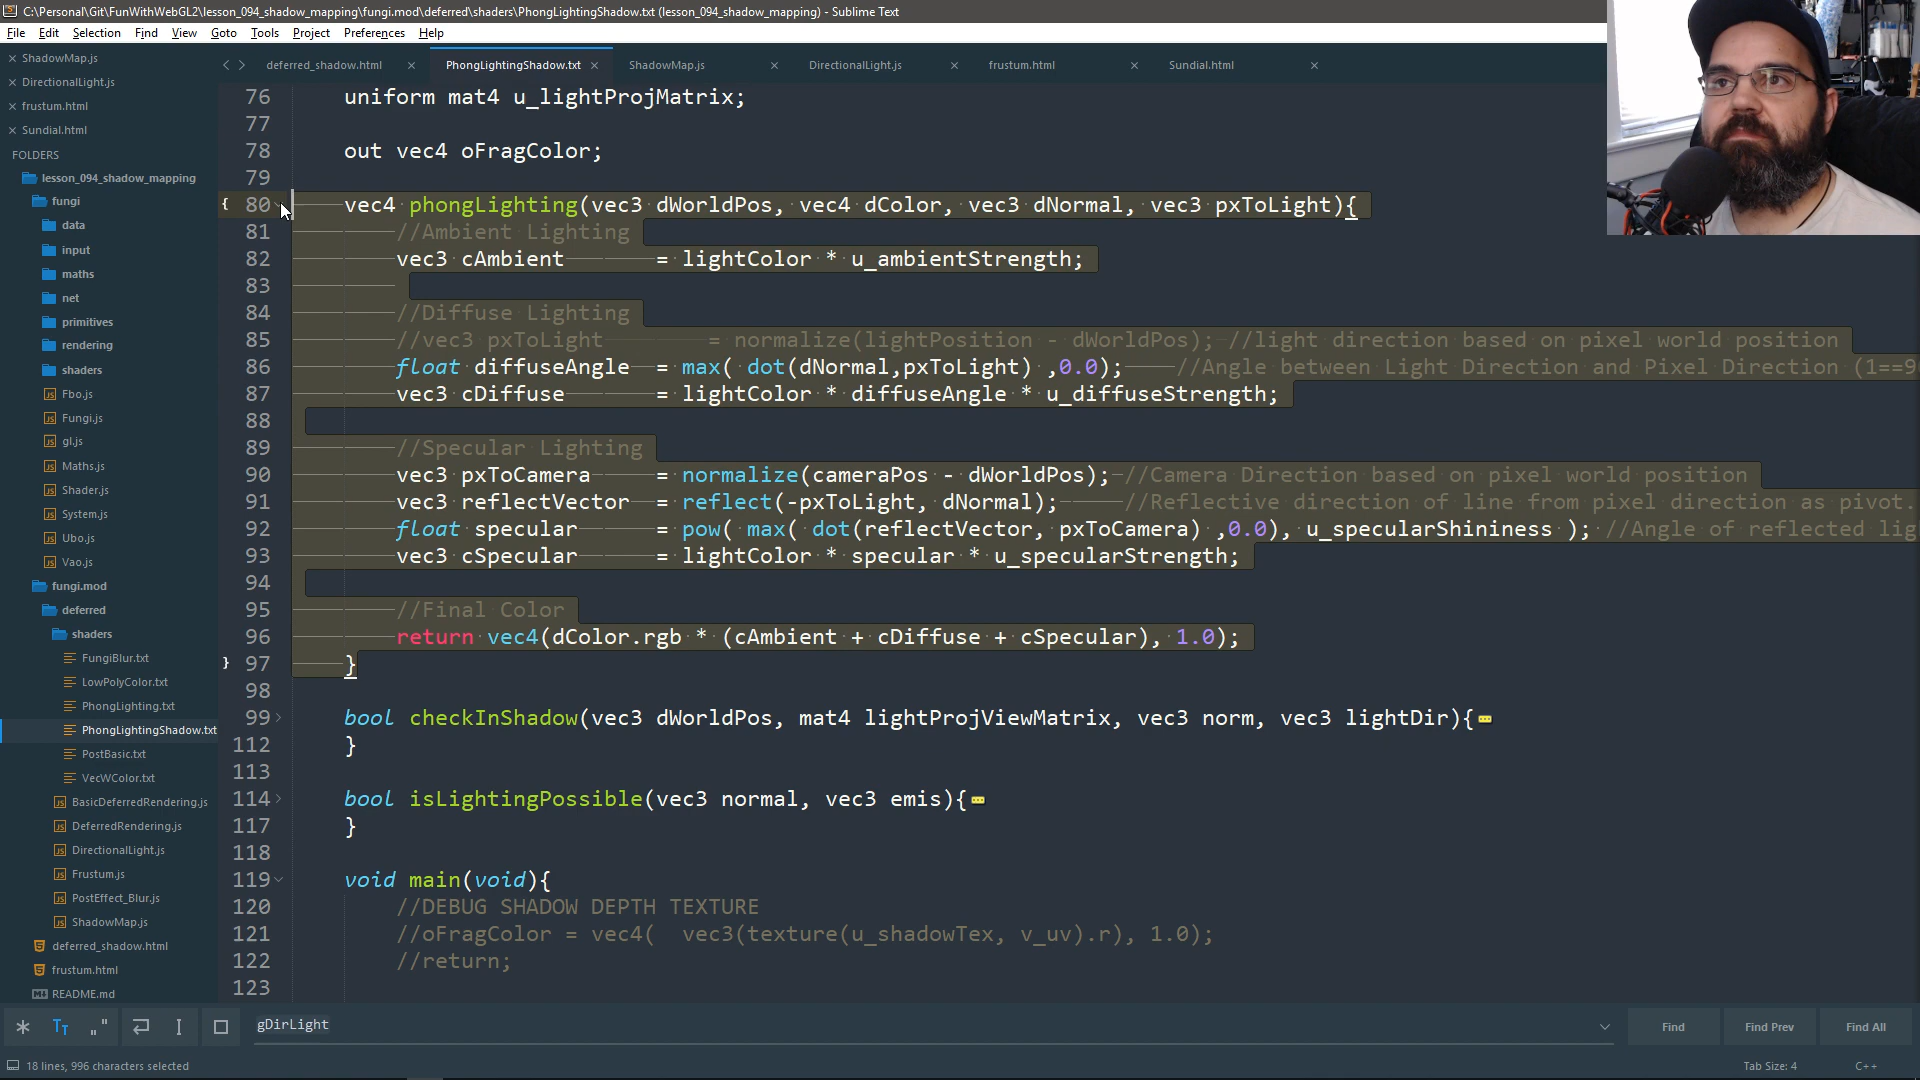 C:\Personal\Git\FunWithWebGL2\lesson_094_shadow_mapping\fungi.mod\deferred\shaders\PhongLightingShadow.txt (lesson_094_shadow_mapping) - Sublime Text
File Edit Selection Find View Goto Tools Project Preferences Help
ShadowMap.js
DirectionalLight.js
frustum.html
Sundial.html
FOLDERS
lesson_094_shadow_mapping
fungi
data
input
maths
net
primitives
rendering
shaders
Fbo.js
Fungi.js
gl.js
Maths.js
Shader.js
System.js
Ubo.js
Vao.js
fungi.mod
deferred
shaders
FungiBlur.txt
LowPolyColor.txt
PhongLighting.txt
PhongLightingShadow.txt
PostBasic.txt
VecWColor.txt
BasicDeferredRendering.js
DeferredRendering.js
DirectionalLight.js
Frustum.js
PostEffect_Blur.js
ShadowMap.js
deferred_shadow.html
frustum.html
README.md
deferred_shadow.html PhongLightingShadow.txt ShadowMap.js DirectionalLight.js frustum.html Sundial.html
76 uniform mat4 u_lightProjMatrix;
77
78 out vec4 oFragColor;
79
{ 80 vec4 phongLighting(vec3 dWorldPos, vec4 dColor, vec3 dNormal, vec3 pxToLight){
81 //Ambient Lighting
82 vec3 cAmbient = lightColor * u_ambientStrength;
83
84 //Diffuse Lighting
85 //vec3 pxToLight = normalize(lightPosition - dWorldPos); //light direction based on pixel world position
86 float diffuseAngle = max( dot(dNormal,pxToLight) ,0.0); //Angle between Light Direction and Pixel Direction (1==9
87 vec3 cDiffuse = lightColor * diffuseAngle * u_diffuseStrength;
88
89 //Specular Lighting
90 vec3 pxToCamera = normalize(cameraPos - dWorldPos); //Camera Direction based on pixel world position
91 vec3 reflectVector = reflect(-pxToLight, dNormal); //Reflective direction of line from pixel direction as pivot.
92 float specular = pow( max( dot(reflectVector, pxToCamera) ,0.0), u_specularShininess ); //Angle of reflected lig
93 vec3 cSpecular = lightColor * specular * u_specularStrength;
94
95 //Final Color
96 return vec4(dColor.rgb * (cAmbient + cDiffuse + cSpecular), 1.0);
} 97 }
98
99 bool checkInShadow(vec3 dWorldPos, mat4 lightProjViewMatrix, vec3 norm, vec3 lightDir){
112 }
113
114 bool isLightingPossible(vec3 normal, vec3 emis){
117 }
118
119 void main(void){
120 //DEBUG SHADOW DEPTH TEXTURE
121 //oFragColor = vec4( vec3(texture(u_shadowTex, v_uv).r), 1.0);
122 //return;
123
gDirLight Find Find Prev Find All
18 lines, 996 characters selected Tab Size: 4 C++